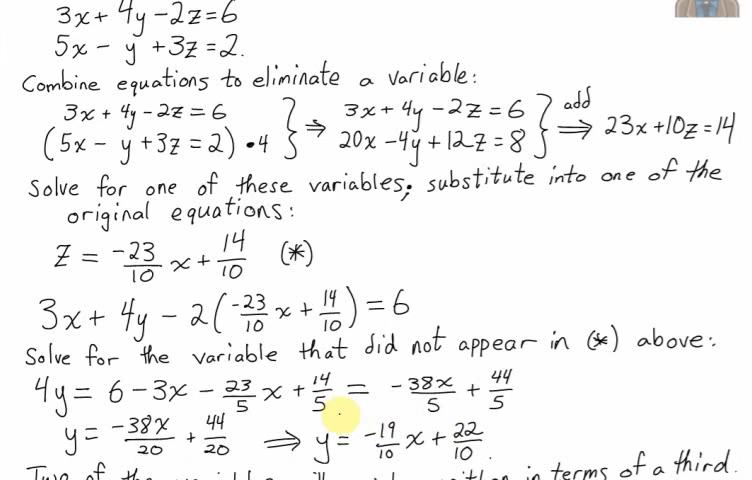 3x + 4y - 2z = 6
5x - y + 3z = 2.
Combine equations to eliminate a variable:
3x + 4y - 2z = 6 } ⇒ 3x + 4y - 2z = 6 } add ⇒ 23x + 10z = 14
(5x - y + 3z = 2) • 4 20x - 4y + 12z = 8
Solve for one of these variables; substitute into one of the
original equations:
z = -23/10 x + 14/10 (*)
3x + 4y - 2(-23/10 x + 14/10) = 6
Solve for the variable that did not appear in (*) above:
4y = 6 - 3x - 23/5 x + 14/5 = -38x/5 + 44/5
y = -38x/20 + 44/20 ⇒ y = -19/10 x + 22/10.
Two of the in terms of a third.